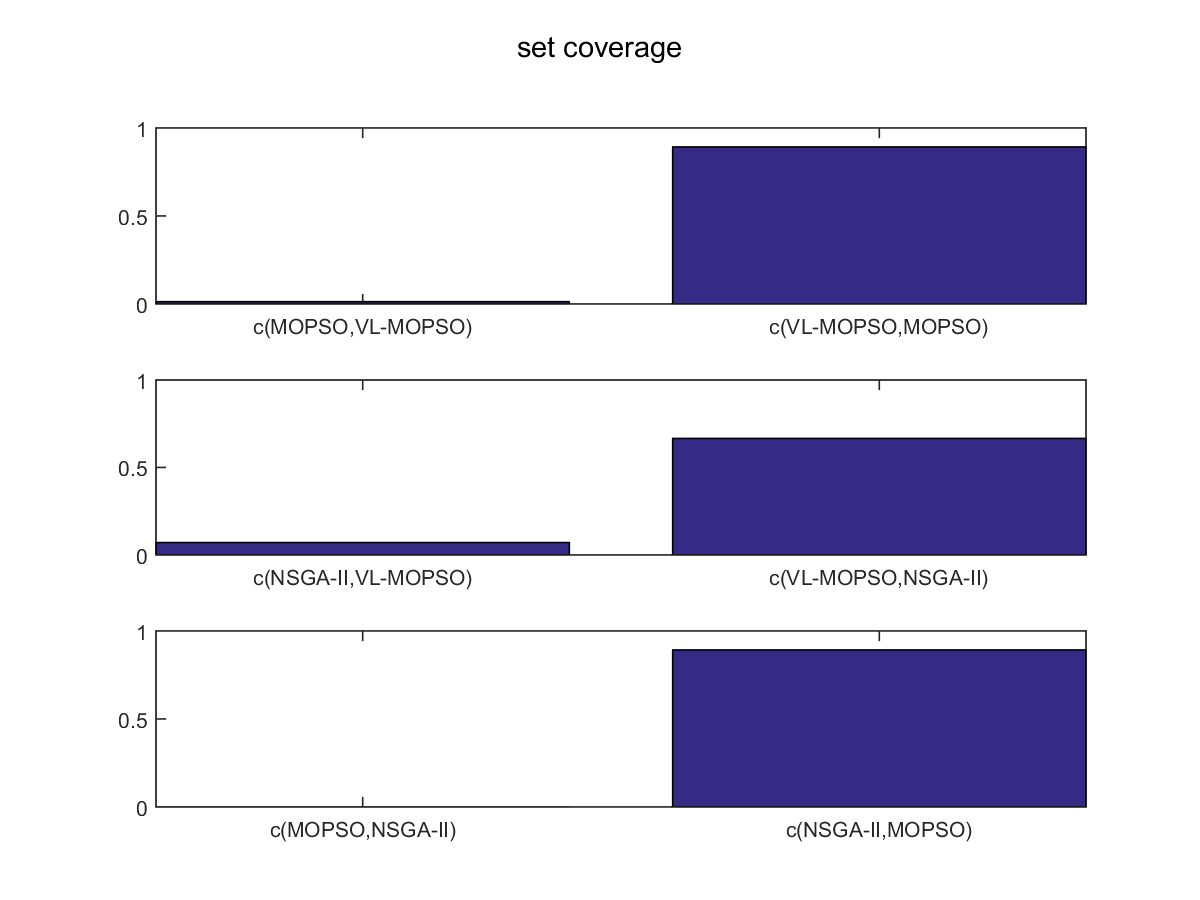 set coverage
1
0.5
0
c(MOPSO,VL-MOPSO) c(VL-MOPSO,MOPSO)
1
0.5
0
c(NSGA-II,VL-MOPSO) c(VL-MOPSO,NSGA-II)
1
0.5
0
c(MOPSO,NSGA-II) c(NSGA-II,MOPSO)